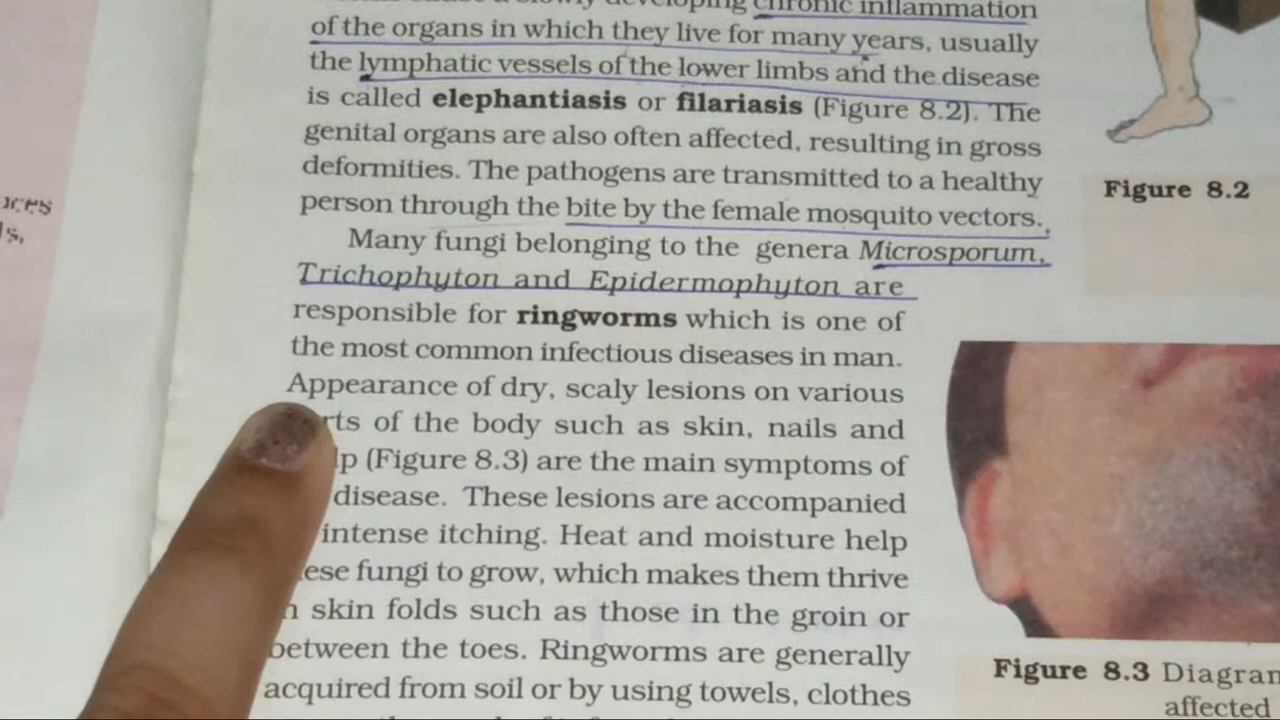 chronic inflammation
of the organs in which they live for many years, usually
the lymphatic vessels of the lower limbs and the disease
is called elephantiasis or filariasis (Figure 8.2). The
genital organs are also often affected, resulting in gross
deformities. The pathogens are transmitted to a healthy
person through the bite by the female mosquito vectors.
Many fungi belonging to the genera Microsporum,
Trichophyton and Epidermophyton are
responsible for ringworms which is one of
the most common infectious diseases in man.
Appearance of dry, scaly lesions on various
rts of the body such as skin, nails and
lp (Figure 8.3) are the main symptoms of
disease. These lesions are accompanied
intense itching. Heat and moisture help
ese fungi to grow, which makes them thrive
skin folds such as those in the groin or
between the toes. Ringworms are generally
acquired from soil or by using towels, clothes
Figure 8.2
Figure 8.3 Diagram
affected